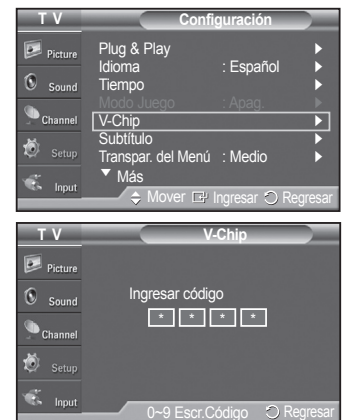 T V
Configuración
Picture
Sound
Channel
Setup
Input
Plug & Play
Idioma : Español
Tiempo
Modo Juego : Apag.
V-Chip
Subtítulo
Transpar. del Menú : Medio
Más
Mover Ingresar Regresar
T V
V-Chip
Picture
Sound
Channel
Setup
Input
Ingresar código
* * * *
0~9 Escr.Código Regresar